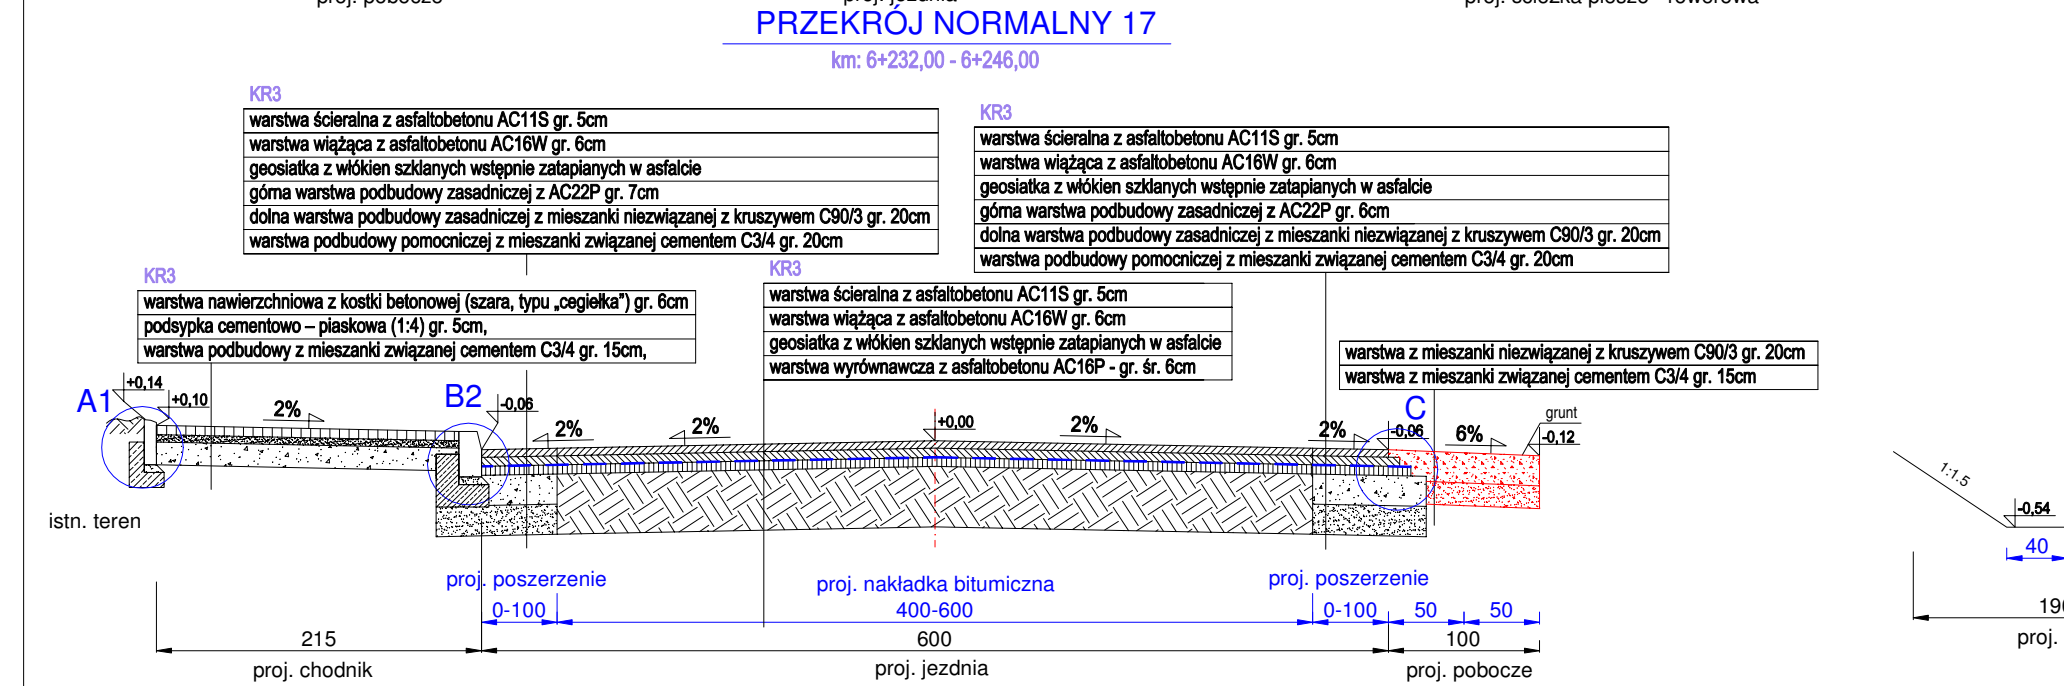 proj. pobocze
proj. jezdnia
proj. ścieżka pieszo - rowerowa
PRZEKRÓJ NORMALNY 17
km: 6+232,00 - 6+246,00
KR3
warstwa ścieralna z asfaltobetonu AC11S gr. 5cm
warstwa wiążąca z asfaltobetonu AC16W gr. 6cm
geosiatka z włókien szklanych wstępnie zatapianych w asfalcie
górna warstwa podbudowy zasadniczej z AC22P gr. 7cm
dolna warstwa podbudowy zasadniczej z mieszanki niezwiązanej z kruszywem C90/3 gr. 20cm
warstwa podbudowy pomocniczej z mieszanki związanej cementem C3/4 gr. 20cm
KR3
warstwa ścieralna z asfaltobetonu AC11S gr. 5cm
warstwa wiążąca z asfaltobetonu AC16W gr. 6cm
geosiatka z włókien szklanych wstępnie zatapianych w asfalcie
górna warstwa podbudowy zasadniczej z AC22P gr. 6cm
dolna warstwa podbudowy zasadniczej z mieszanki niezwiązanej z kruszywem C90/3 gr. 20cm
warstwa podbudowy pomocniczej z mieszanki związanej cementem C3/4 gr. 20cm
KR3
warstwa nawierzchniowa z kostki betonowej (szara, typu „cegiełka”) gr. 6cm
podsypka cementowo – piaskowa (1:4) gr. 5cm,
warstwa podbudowy z mieszanki związanej cementem C3/4 gr. 15cm,
KR3
warstwa ścieralna z asfaltobetonu AC11S gr. 5cm
warstwa wiążąca z asfaltobetonu AC16W gr. 6cm
geosiatka z włókien szklanych wstępnie zatapianych w asfalcie
warstwa wyrównawcza z asfaltobetonu AC16P - gr. śr. 6cm
warstwa z mieszanki niezwiązanej z kruszywem C90/3 gr. 20cm
warstwa z mieszanki związanej cementem C3/4 gr. 15cm
A1
+0,14
+0,10
2%
B2
-0,06
2%
2%
+0,00
2%
2%
C
-0,06
6%
grunt
-0,12
1:1.5
-0,54
40
istn. teren
proj. poszerzenie
proj. nakładka bitumiczna
proj. poszerzenie
0-100
400-600
0-100
50
50
215
600
100
proj. chodnik
proj. jezdnia
proj. pobocze
proj.